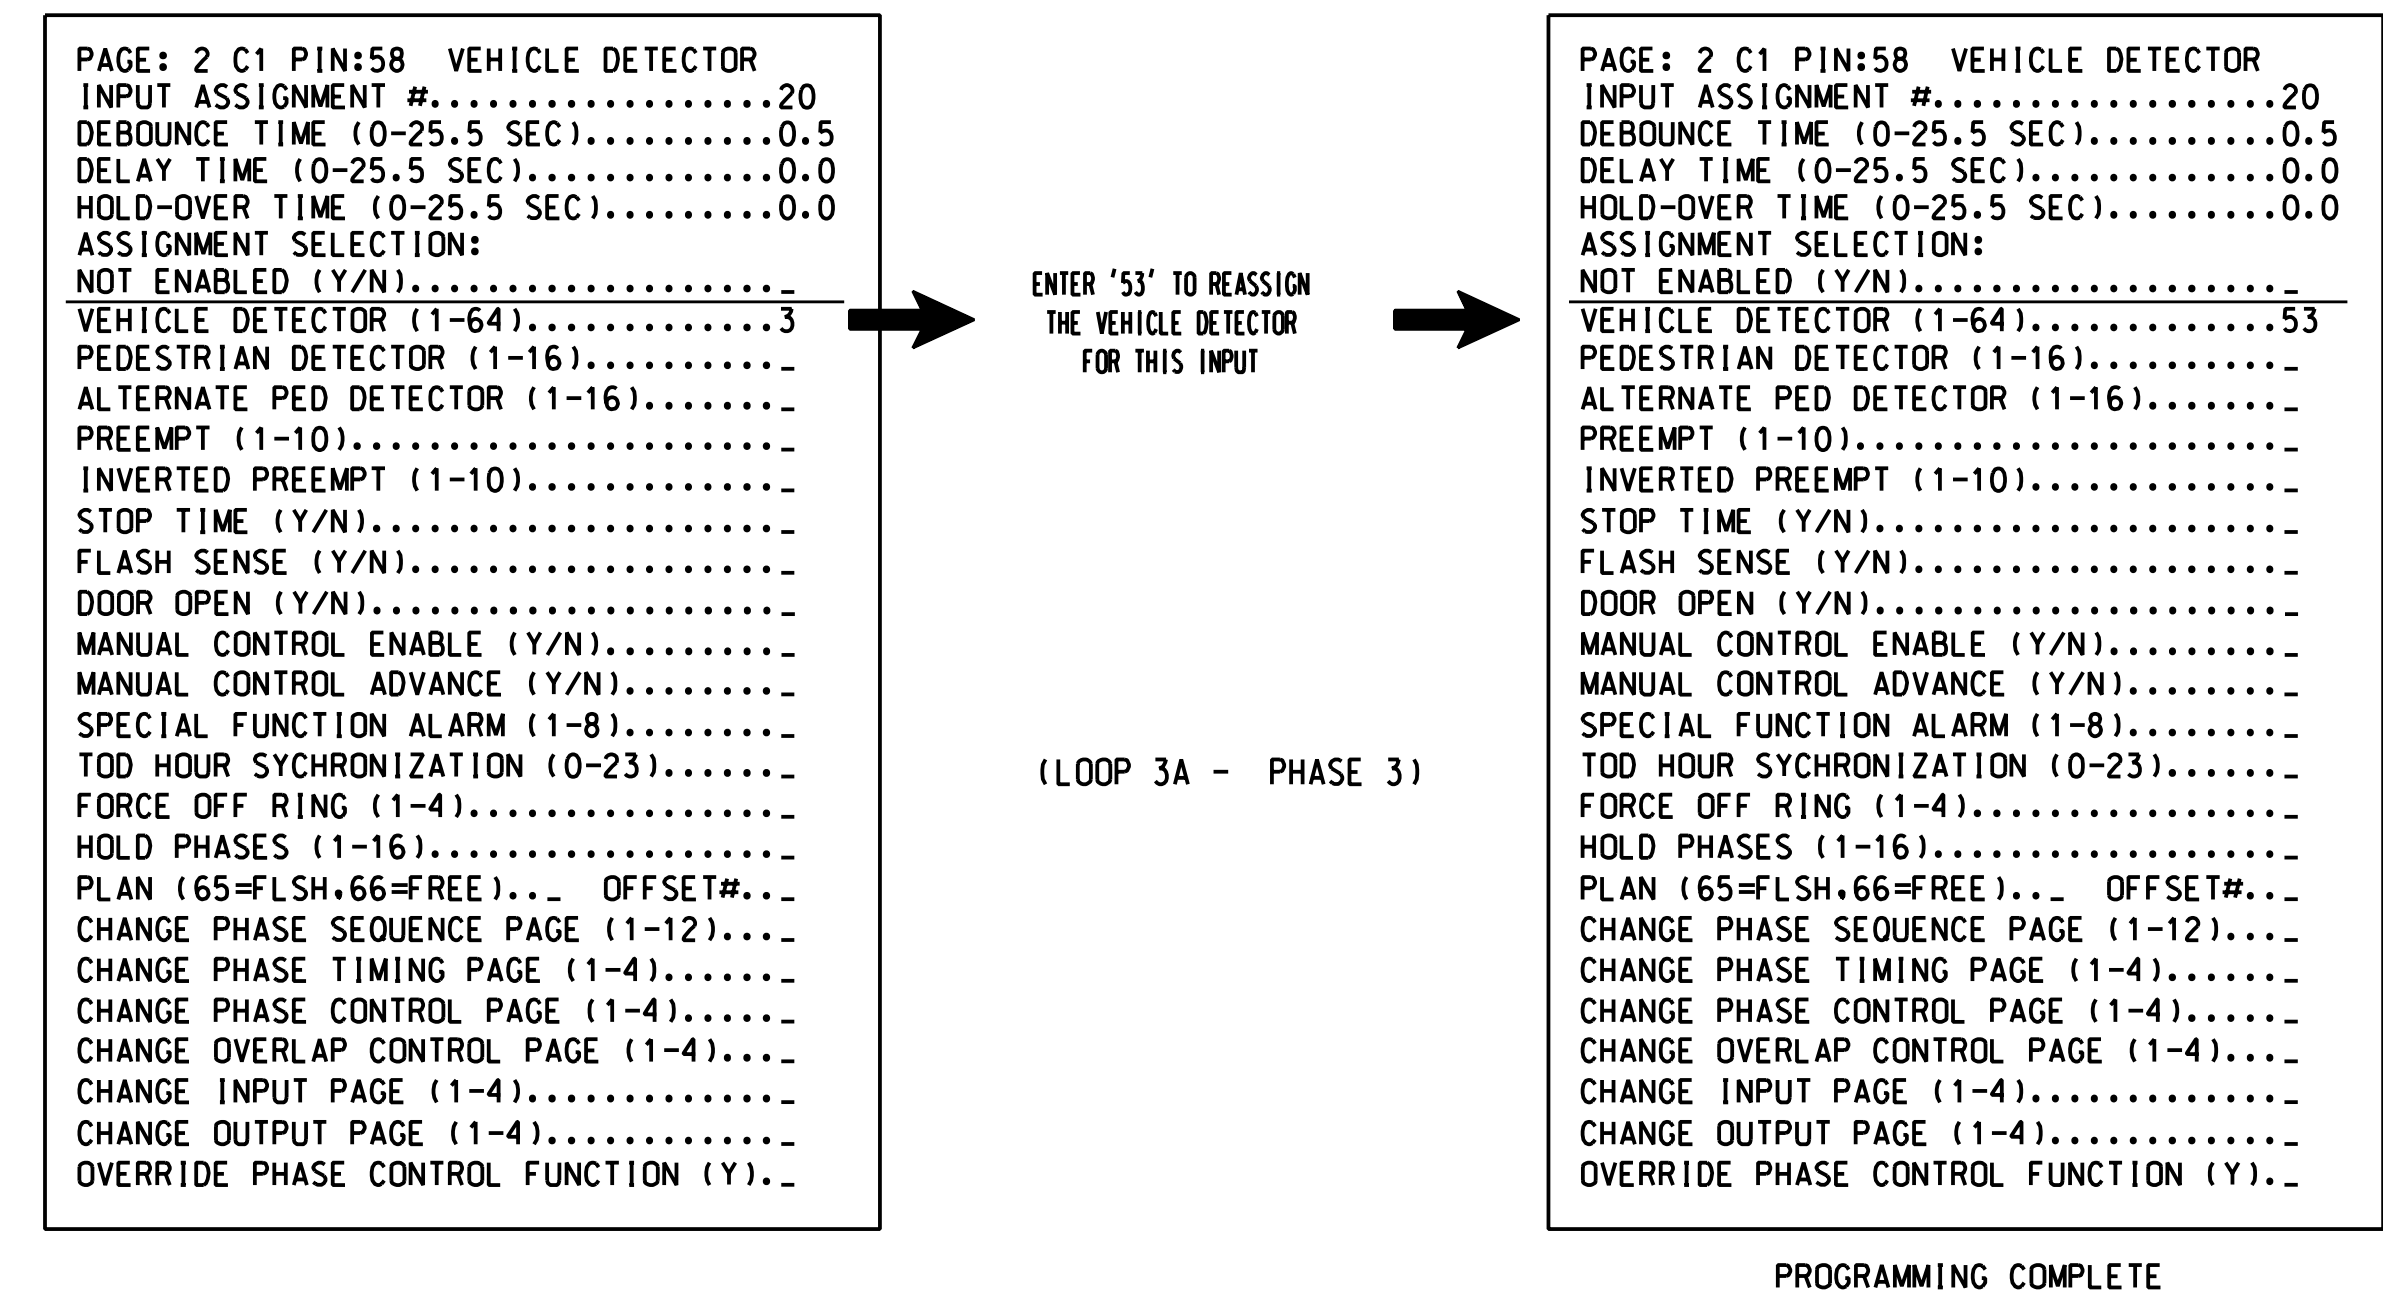 PAGE: 2 C1 PIN:58 VEHICLE DETECTOR
INPUT ASSIGNMENT #..................20
DEBOUNCE TIME (0-25.5 SEC)..........0.5
DELAY TIME (0-25.5 SEC).............0.0
HOLD-OVER TIME (0-25.5 SEC).........0.0
ASSIGNMENT SELECTION:
NOT ENABLED (Y/N)..................._
VEHICLE DETECTOR (1-64).............3
PEDESTRIAN DETECTOR (1-16).........._
ALTERNATE PED DETECTOR (1-16)......._
PREEMPT (1-10)......................_
INVERTED PREEMPT (1-10)............._
STOP TIME (Y/N)....................._
FLASH SENSE (Y/N)..................._
DOOR OPEN (Y/N)....................._
MANUAL CONTROL ENABLE (Y/N)........._
MANUAL CONTROL ADVANCE (Y/N)........_
SPECIAL FUNCTION ALARM (1-8)........_
TOD HOUR SYCHRONIZATION (0-23)......_
FORCE OFF RING (1-4)................_
HOLD PHASES (1-16).................._
PLAN (65=FLSH,66=FREE).._ OFFSET#.._
CHANGE PHASE SEQUENCE PAGE (1-12)..._
CHANGE PHASE TIMING PAGE (1-4)......_
CHANGE PHASE CONTROL PAGE (1-4)....._
CHANGE OVERLAP CONTROL PAGE (1-4)..._
CHANGE INPUT PAGE (1-4)............._
CHANGE OUTPUT PAGE (1-4)............_
OVERRIDE PHASE CONTROL FUNCTION (Y)._
ENTER '53' TO REASSIGN
THE VEHICLE DETECTOR
FOR THIS INPUT
(LOOP 3A - PHASE 3)
PAGE: 2 C1 PIN:58 VEHICLE DETECTOR
INPUT ASSIGNMENT #..................20
DEBOUNCE TIME (0-25.5 SEC)..........0.5
DELAY TIME (0-25.5 SEC).............0.0
HOLD-OVER TIME (0-25.5 SEC).........0.0
ASSIGNMENT SELECTION:
NOT ENABLED (Y/N)..................._
VEHICLE DETECTOR (1-64).............53
PEDESTRIAN DETECTOR (1-16).........._
ALTERNATE PED DETECTOR (1-16)......._
PREEMPT (1-10)......................_
INVERTED PREEMPT (1-10)............._
STOP TIME (Y/N)....................._
FLASH SENSE (Y/N)..................._
DOOR OPEN (Y/N)....................._
MANUAL CONTROL ENABLE (Y/N)........._
MANUAL CONTROL ADVANCE (Y/N)........_
SPECIAL FUNCTION ALARM (1-8)........_
TOD HOUR SYCHRONIZATION (0-23)......_
FORCE OFF RING (1-4)................_
HOLD PHASES (1-16).................._
PLAN (65=FLSH,66=FREE).._ OFFSET#.._
CHANGE PHASE SEQUENCE PAGE (1-12)..._
CHANGE PHASE TIMING PAGE (1-4)......_
CHANGE PHASE CONTROL PAGE (1-4)....._
CHANGE OVERLAP CONTROL PAGE (1-4)..._
CHANGE INPUT PAGE (1-4)............._
CHANGE OUTPUT PAGE (1-4)............_
OVERRIDE PHASE CONTROL FUNCTION (Y)._
PROGRAMMING COMPLETE